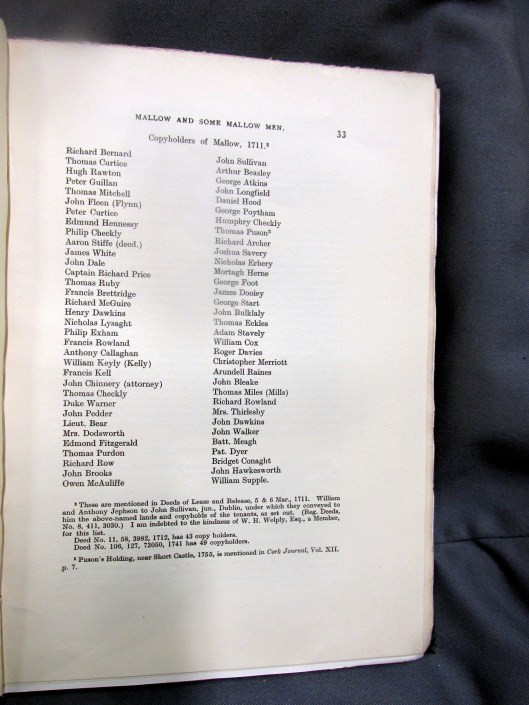 MALLOW AND SOME MALLOW MEN.
33
Copyholders of Mallow, 1711.²
Richard Bernard
Thomas Curtice
Hugh Rawton
Peter Guillan
Thomas Mitchell
John Fleen (Flynn)
Peter Curtice
Edmund Hennessy
Philip Checkly
Aaron Stiffe (decd.)
James White
John Dale
Captain Richard Price
Thomas Ruby
Francis Brettridge
Richard McGuire
Henry Dawkins
Nicholas Lysaght
Philip Exham
Francis Rowland
Anthony Callaghan
William Keyly (Kelly)
Francis Kell
John Chinnery (attorney)
Thomas Checkly
Duke Warner
John Pedder
Lieut. Bear
Mrs. Dodsworth
Edmond Fitzgerald
Thomas Purdon
Richard Row
John Brooks
Owen McAuliffe
John Sullivan
Arthur Beasley
George Atkins
John Longfield
Daniel Hood
George Poytham
Humphry Checkly
Thomas Puson³
Richard Archer
Joshua Savery
Nicholas Erbery
Mortagh Herne
George Foot
James Dooley
George Start
John Bulklaly
Thomas Eckles
Adam Stavely
William Cox
Roger Davies
Christopher Merriott
Arundell Raines
John Bleake
Thomas Miles (Mills)
Richard Rowland
Mrs. Thirlesby
John Dawkins
John Walker
Batt. Meagh
Pat. Dyer
Bridget Conaght
John Hawkesworth
William Supple.
² These are mentioned in Deeds of Lease and Release, 5 & 6 Mar., 1711. William
and Anthony Jephson to John Sullivan, jun., Dublin, under which they conveyed to
him the above-named lands and copyholds of the tenants, as set out. (Reg. Deeds,
No. 8, 411, 3030.) I am indebted to the kindness of W. H. Welply, Esq., a Member,
for this list.
Deed No. 11, 58, 3982, 1712, has 43 copy holders.
Deed No. 106, 127, 73050, 1741 has 49 copyholders.
³ Puson's Holding, near Short Castle, 1755, is mentioned in Cork Journal, Vol. XII.
p. 7.